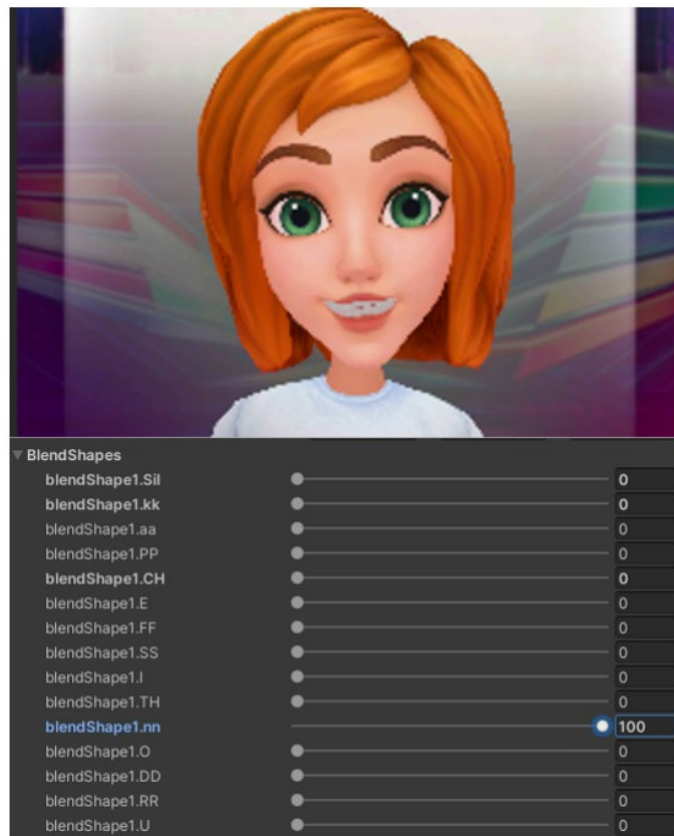 BlendShapes
blendShape1.Sil 0
blendShape1.kk 0
blendShape1.aa 0
blendShape1.PP 0
blendShape1.CH 0
blendShape1.E 0
blendShape1.FF 0
blendShape1.SS 0
blendShape1.I 0
blendShape1.TH 0
blendShape1.nn 100
blendShape1.O 0
blendShape1.DD 0
blendShape1.RR 0
blendShape1.U 0